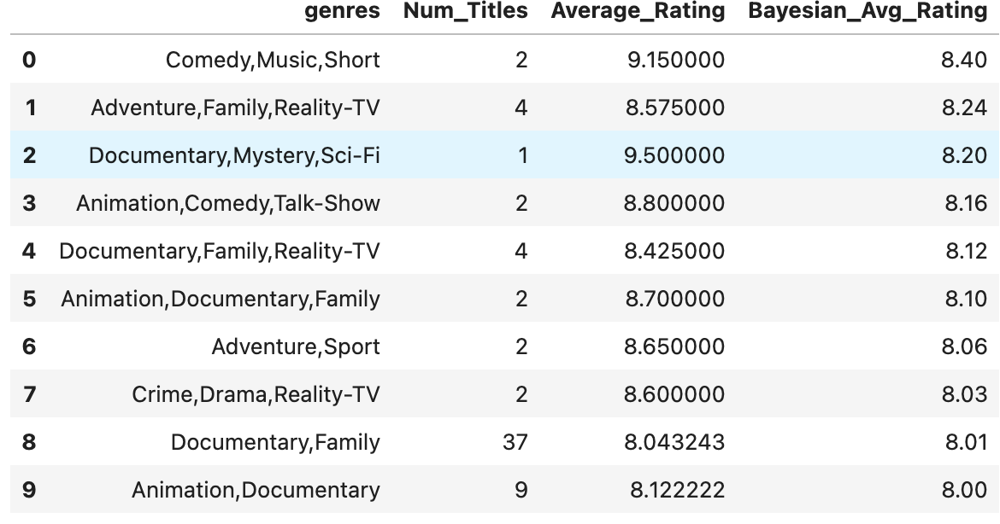 genres Num_Titles Average_Rating Bayesian_Avg_Rating
0 Comedy,Music,Short 2 9.150000 8.40
1 Adventure,Family,Reality-TV 4 8.575000 8.24
2 Documentary,Mystery,Sci-Fi 1 9.500000 8.20
3 Animation,Comedy,Talk-Show 2 8.800000 8.16
4 Documentary,Family,Reality-TV 4 8.425000 8.12
5 Animation,Documentary,Family 2 8.700000 8.10
6 Adventure,Sport 2 8.650000 8.06
7 Crime,Drama,Reality-TV 2 8.600000 8.03
8 Documentary,Family 37 8.043243 8.01
9 Animation,Documentary 9 8.122222 8.00